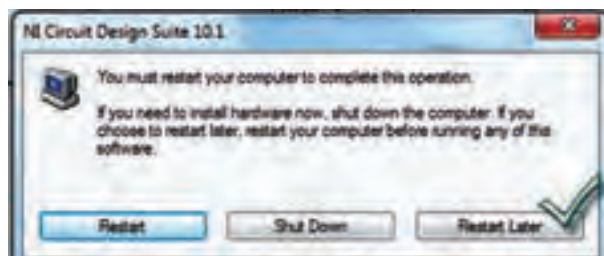 NI Circuit Design Suite 10.1
You must restart your computer to complete this operation.
If you need to install hardware now, shut down the computer. If you
choose to restart later, restart your computer before running any of this
software.
Restart
Shut Down
Restart Later